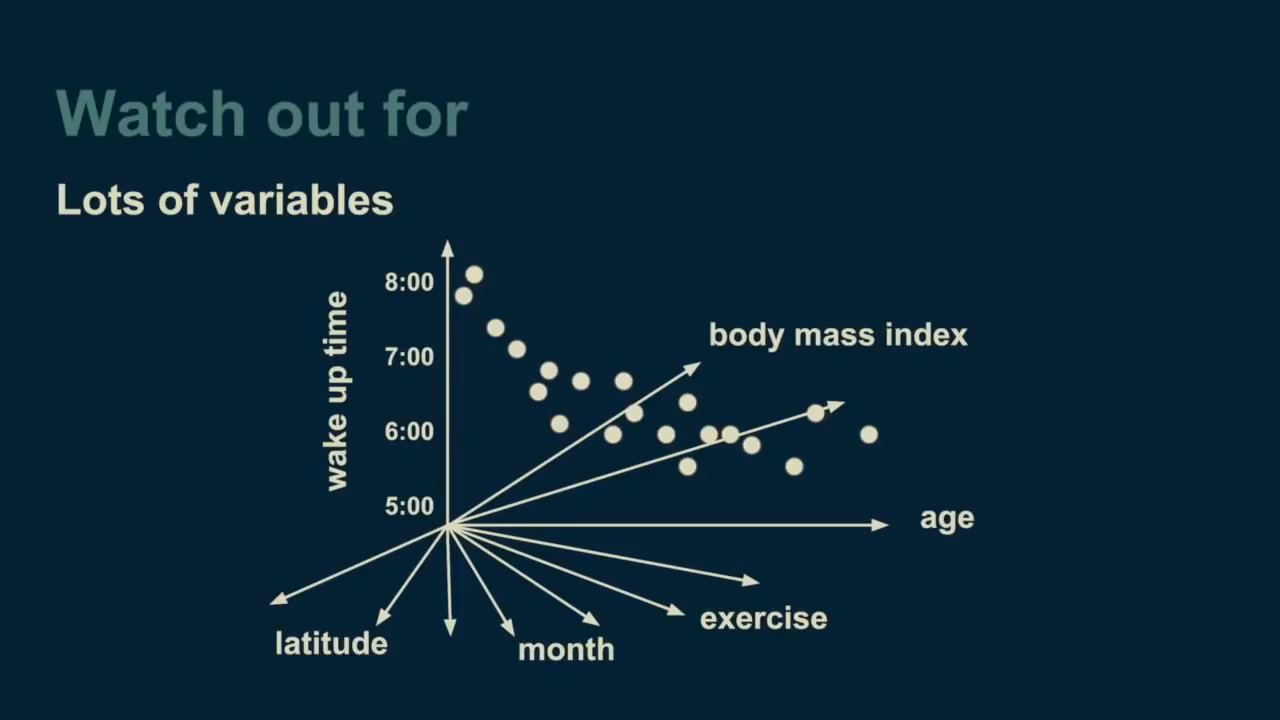 Watch out for
Lots of variables
wake up time
8:00
7:00
6:00
5:00
body mass index
age
exercise
month
latitude